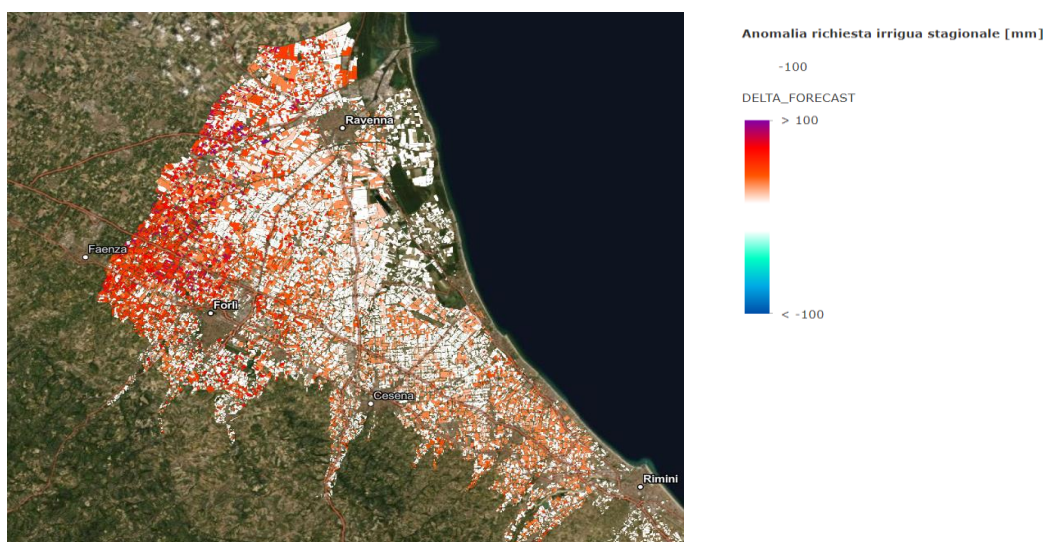 Anomalia richiesta irrigua stagionale [mm]
-100
DELTA_FORECAST
> 100
< -100
Ravenna
Faenza
Forlì
Cesena
Rimini